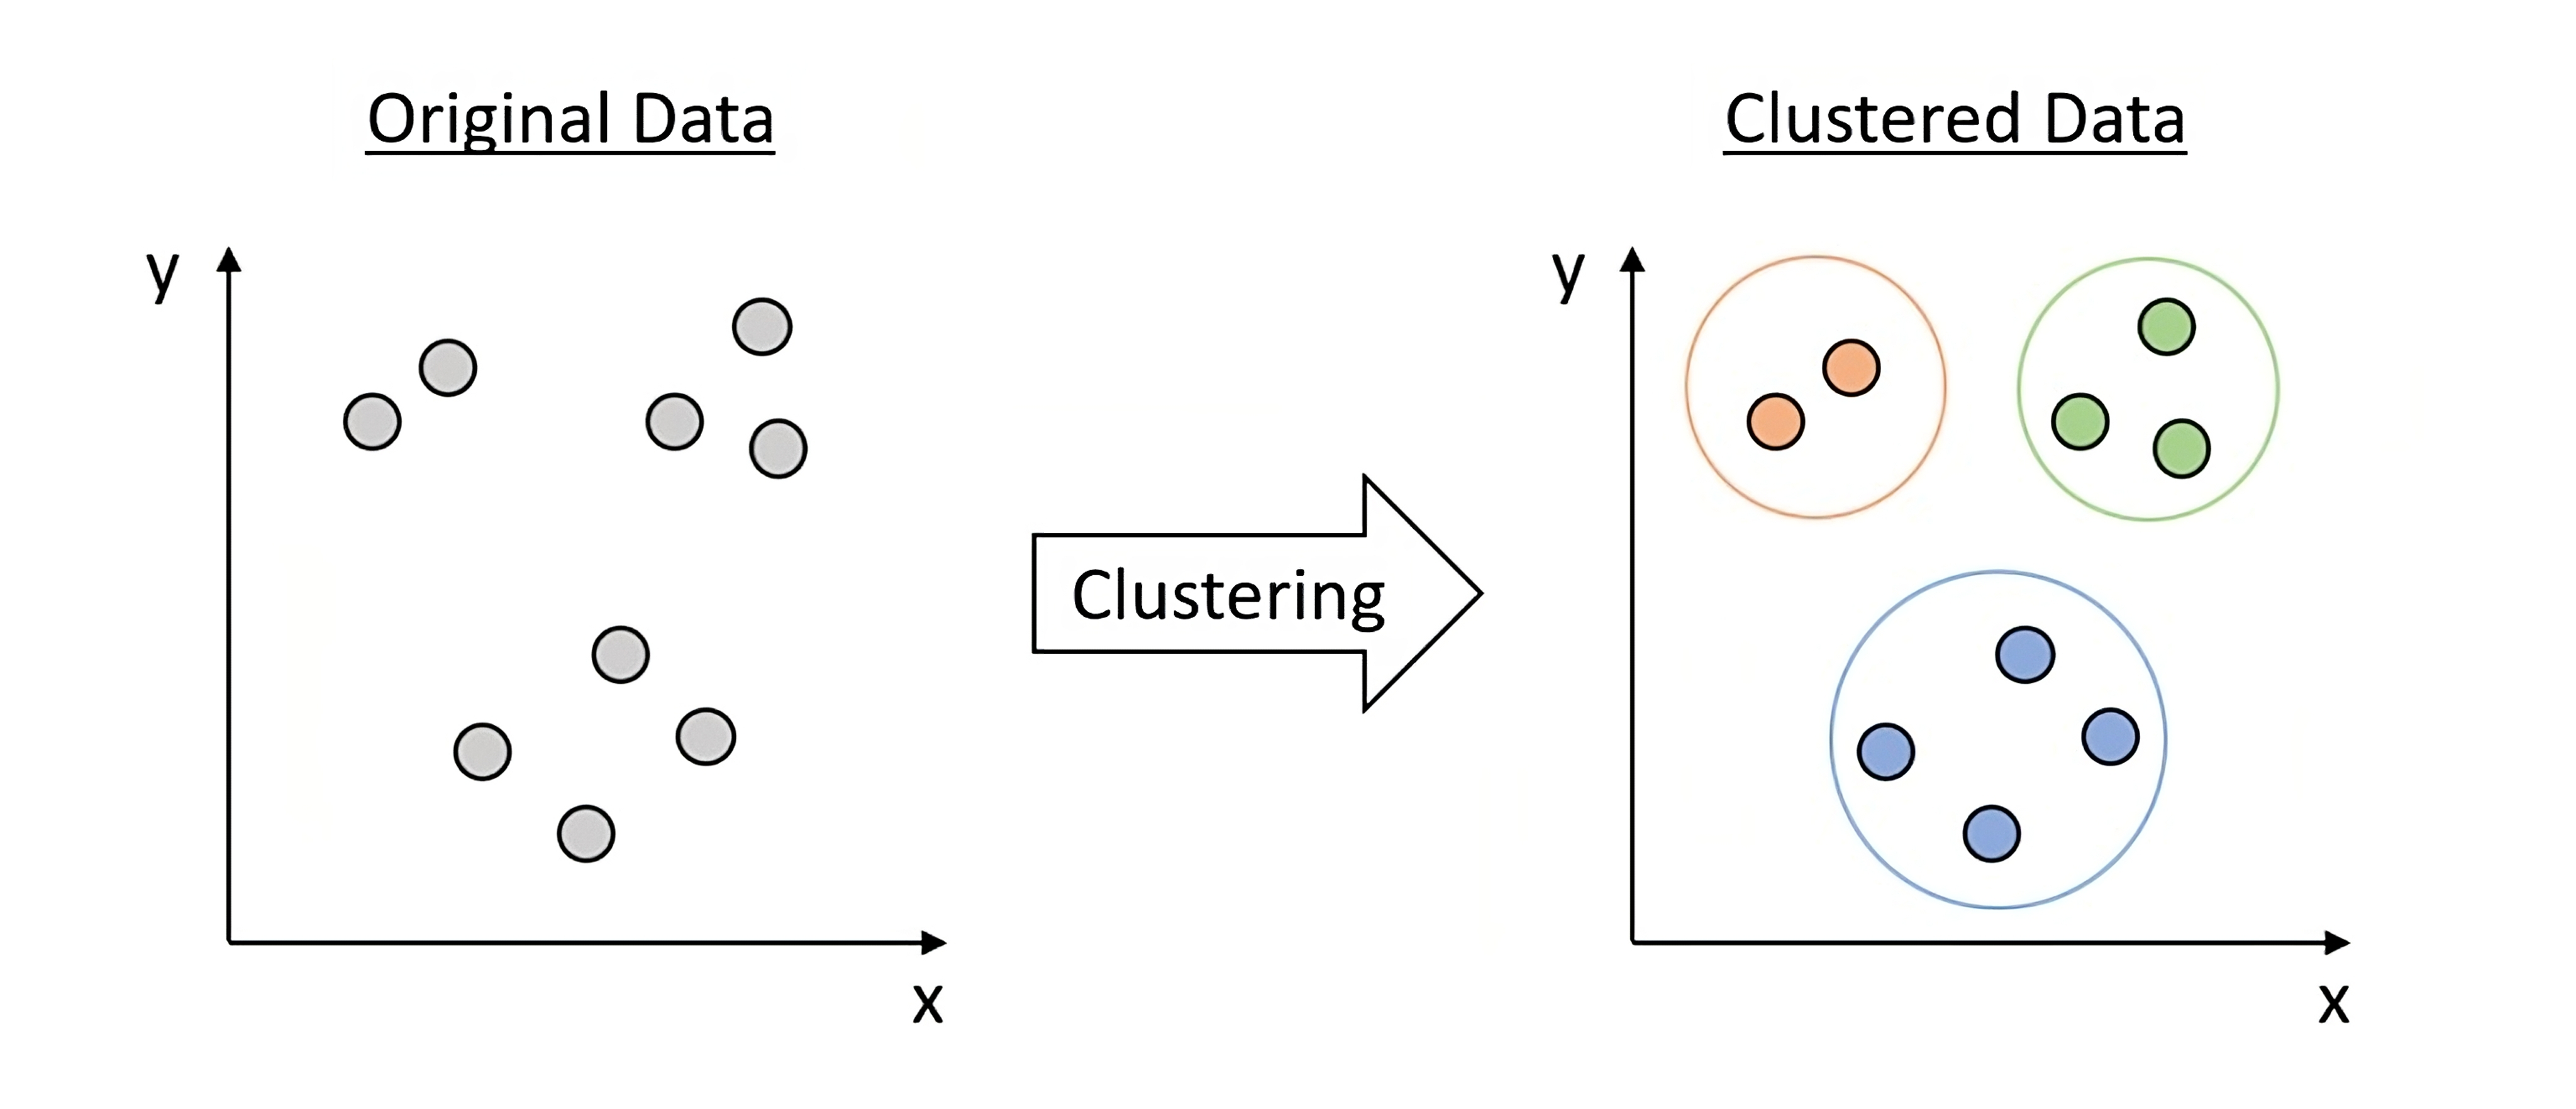 Original Data
Clustered Data
y
y
Clustering
x
x